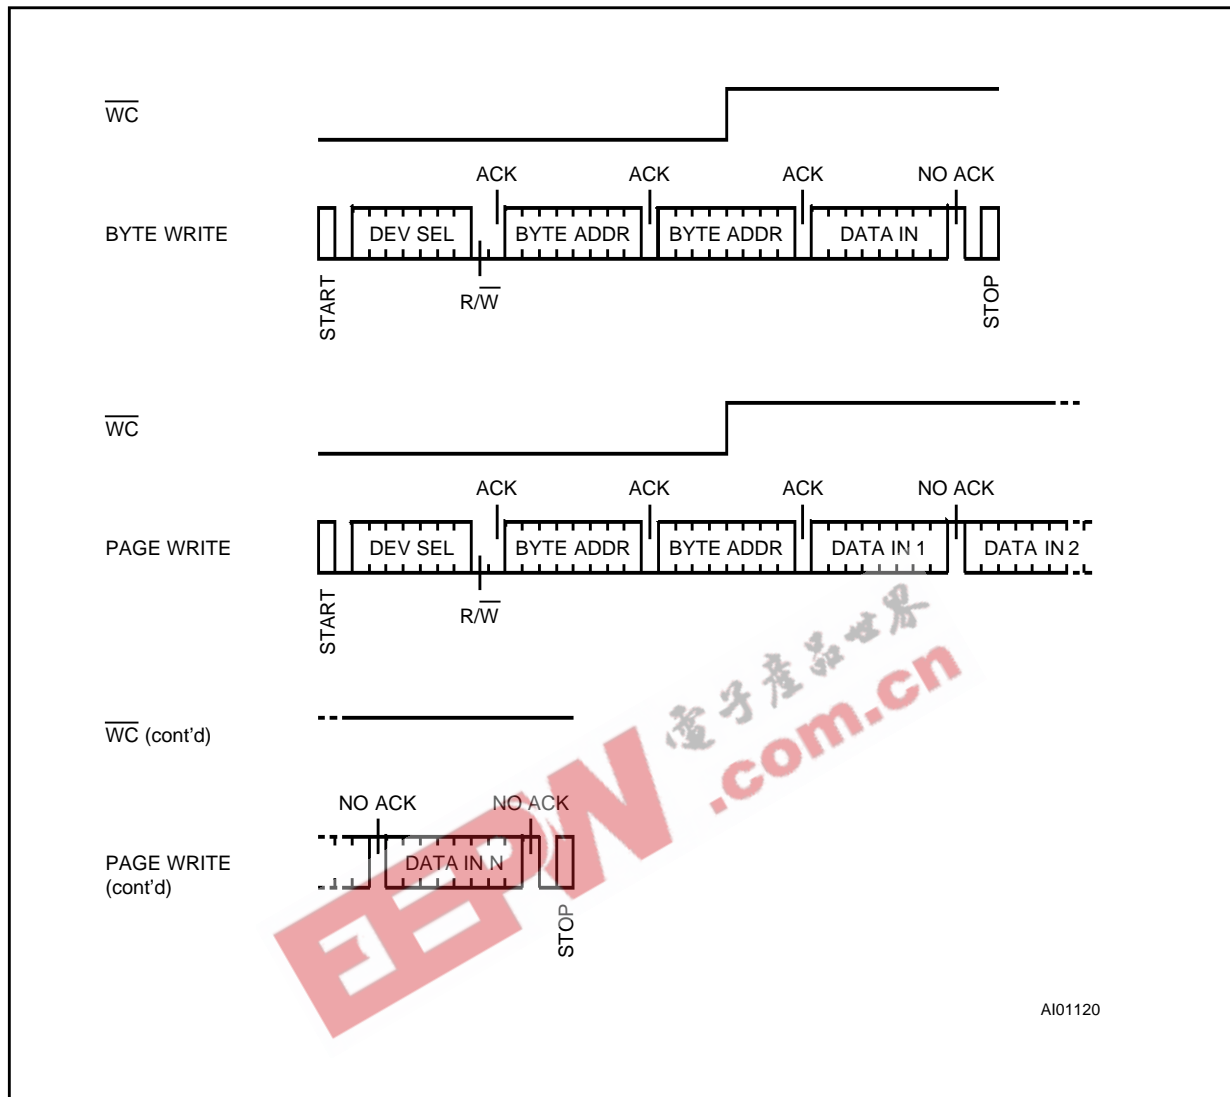 WC
ACK ACK ACK NO ACK
BYTE WRITE DEV SEL BYTE ADDR BYTE ADDR DATA IN
R/W
START STOP
WC
ACK ACK ACK NO ACK
PAGE WRITE DEV SEL BYTE ADDR BYTE ADDR DATA IN 1 DATA IN 2
R/W
START
電子產品世界
.com.cn
WC (cont'd)
EEPW
NO ACK NO ACK
PAGE WRITE DATA IN N
(cont'd)
STOP
AI01120